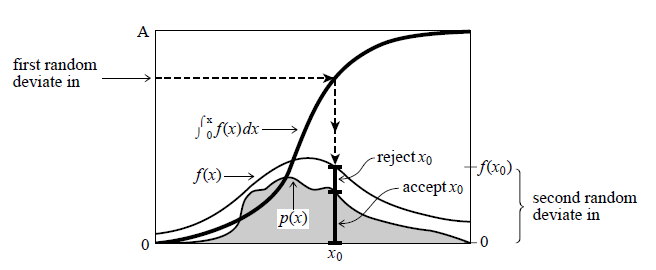 A
first random
deviate in
∫₀ˣ f(x)dx
reject x₀
f(x₀)
f(x)
accept x₀
second random
deviate in
p(x)
0
0
x₀